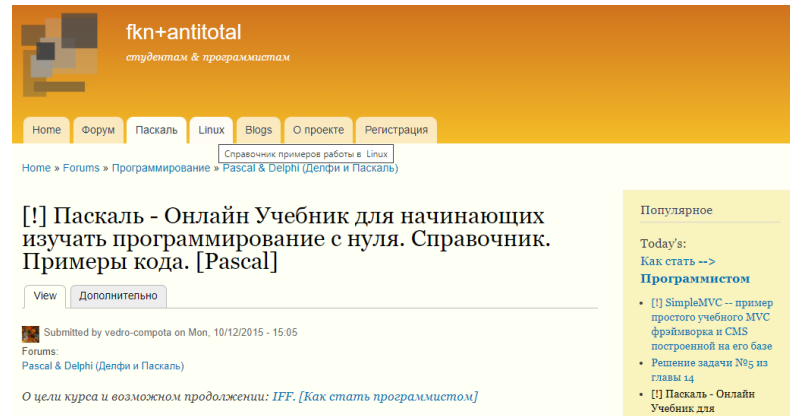 fkn+antitotal
студентам & программистам
Home Форум Паскаль Linux Blogs О проекте Регистрация
Справочник примеров работы в Linux
Home » Forums » Программирование » Pascal & Delphi (Делфи и Паскаль)
[!] Паскаль - Онлайн Учебник для начинающих
изучать программирование с нуля. Справочник.
Примеры кода. [Pascal]
View Дополнительно
Submitted by vedro-compota on Mon, 10/12/2015 - 15:05
Forums:
Pascal & Delphi (Делфи и Паскаль)
О цели курса и возможном продолжении: IFF. [Как стать программистом]
Популярное
Today's:
Как стать -->
Программистом
[!] SimpleMVC -- пример
простого учебного MVC
фрэймворка и CMS
построенной на его базе
Решение задачи №5 из
главы 14
[!] Паскаль - Онлайн
Учебник для